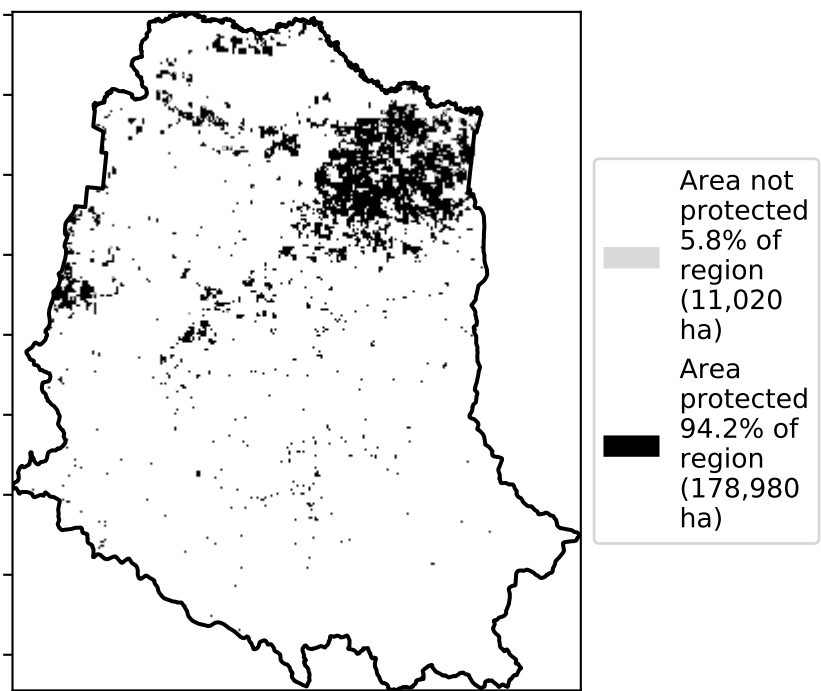 Area not
protected
5.8% of
region
(11,020
ha)
Area
protected
94.2% of
region
(178,980
ha)